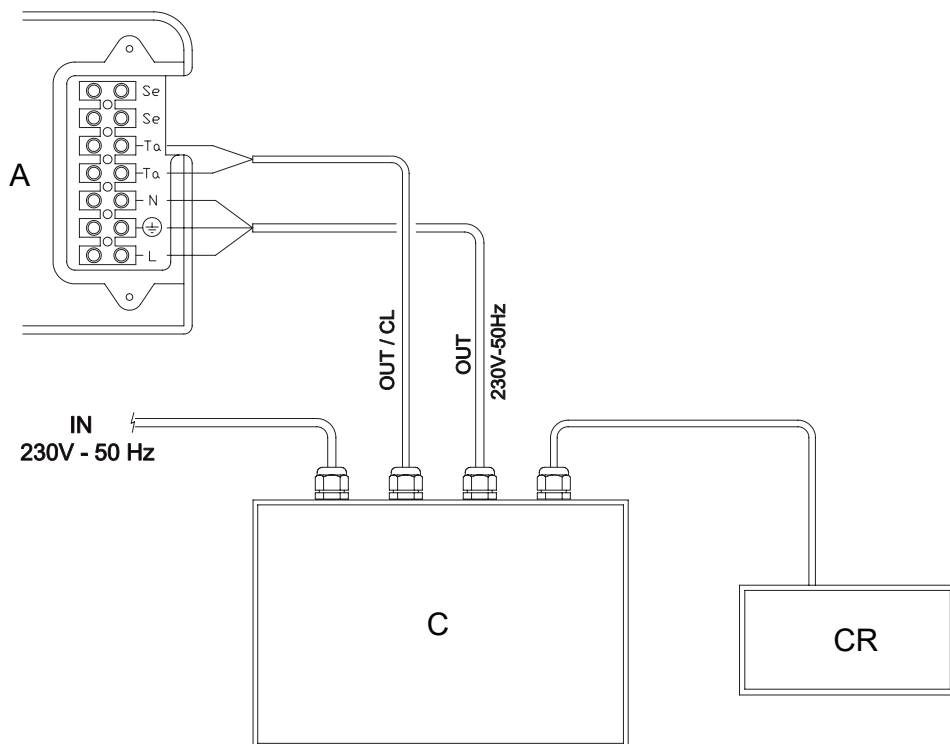 A
Se
Se
Ta
Ta
N
L
OUT / CL
OUT
230V-50Hz
IN
230V - 50 Hz
C
CR